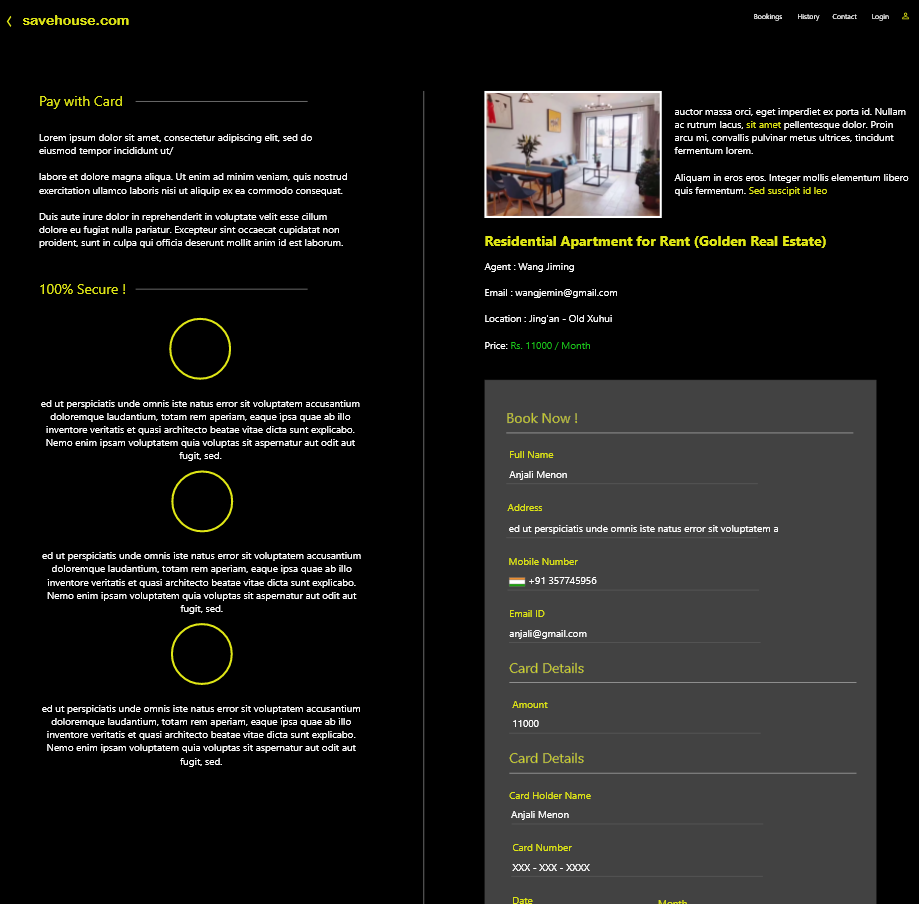 savehouse.com
Bookings
History
Contact
Login
Pay with Card
Lorem ipsum dolor sit amet, consectetur adipiscing elit, sed do
eiusmod tempor incididunt ut/
labore et dolore magna aliqua. Ut enim ad minim veniam, quis nostrud
exercitation ullamco laboris nisi ut aliquip ex ea commodo consequat.
Duis aute irure dolor in reprehenderit in voluptate velit esse cillum
dolore eu fugiat nulla pariatur. Excepteur sint occaecat cupidatat non
proident, sunt in culpa qui officia deserunt mollit anim id est laborum.
100% Secure !
ed ut perspiciatis unde omnis iste natus error sit voluptatem accusantium
doloremque laudantium, totam rem aperiam, eaque ipsa quae ab illo
inventore veritatis et quasi architecto beatae vitae dicta sunt explicabo.
Nemo enim ipsam voluptatem quia voluptas sit aspernatur aut odit aut
fugit, sed.
ed ut perspiciatis unde omnis iste natus error sit voluptatem accusantium
doloremque laudantium, totam rem aperiam, eaque ipsa quae ab illo
inventore veritatis et quasi architecto beatae vitae dicta sunt explicabo.
Nemo enim ipsam voluptatem quia voluptas sit aspernatur aut odit aut
fugit, sed.
ed ut perspiciatis unde omnis iste natus error sit voluptatem accusantium
doloremque laudantium, totam rem aperiam, eaque ipsa quae ab illo
inventore veritatis et quasi architecto beatae vitae dicta sunt explicabo.
Nemo enim ipsam voluptatem quia voluptas sit aspernatur aut odit aut
fugit, sed.
auctor massa orci, eget imperdiet ex porta id. Nullam
ac rutrum lacus, sit amet pellentesque dolor. Proin
arcu mi, convallis pulvinar metus ultrices, tincidunt
fermentum lorem.
Aliquam in eros eros. Integer mollis elementum libero
quis fermentum. Sed suscipit id leo
Residential Apartment for Rent (Golden Real Estate)
Agent : Wang Jiming
Email : wangjemin@gmail.com
Location : Jing'an - Old Xuhui
Price: Rs. 11000 / Month
Book Now !
Full Name
Anjali Menon
Address
ed ut perspiciatis unde omnis iste natus error sit voluptatem a
Mobile Number
+91 357745956
Email ID
anjali@gmail.com
Card Details
Amount
11000
Card Details
Card Holder Name
Anjali Menon
Card Number
XXX - XXX - XXXX
Date
Month